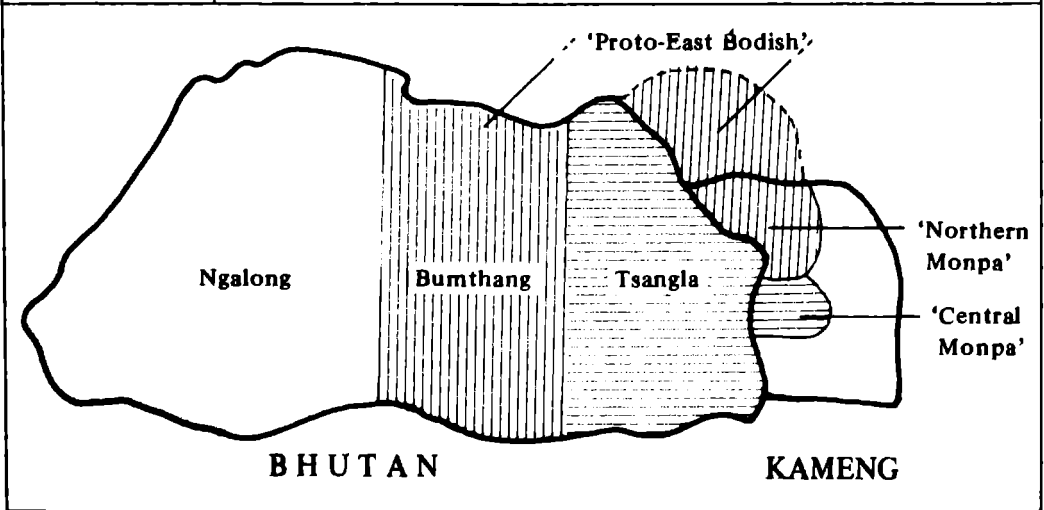 ‘Proto-East Bodish’
Ngalong
Bumthang
Tsangla
‘Northern
Monpa’
‘Central
Monpa’
BHUTAN
KAMENG